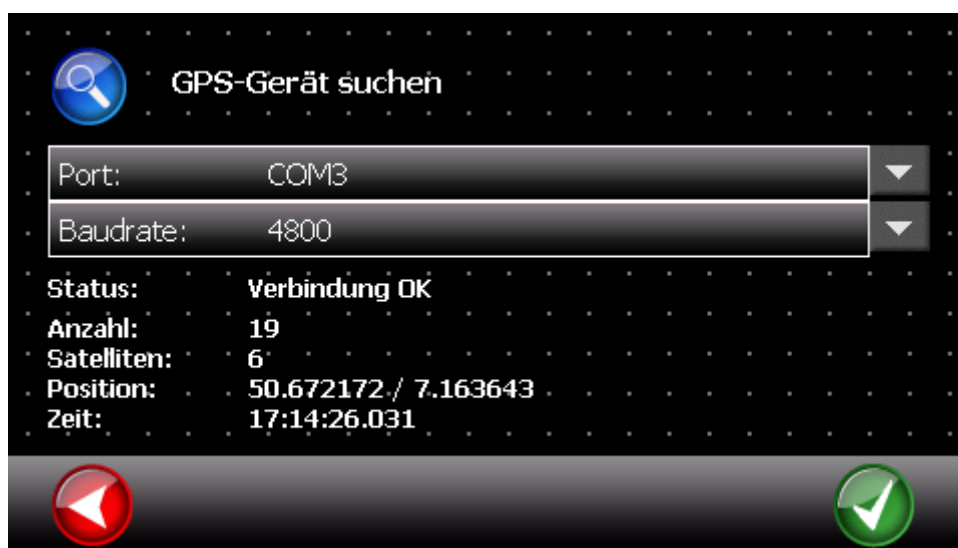 GPS-Gerät suchen
Port: COM3
Baudrate: 4800
Status: Verbindung OK
Anzahl: 19
Satelliten: 6
Position: 50.672172 / 7.163643
Zeit: 17:14:26.031